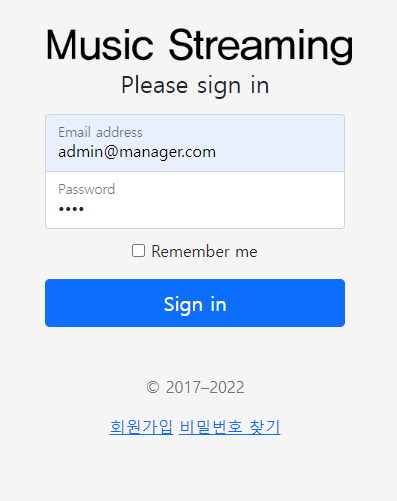 Music Streaming
Please sign in
Email address
admin@manager.com
Password
••••
Remember me
Sign in
© 2017–2022
회원가입 비밀번호 찾기